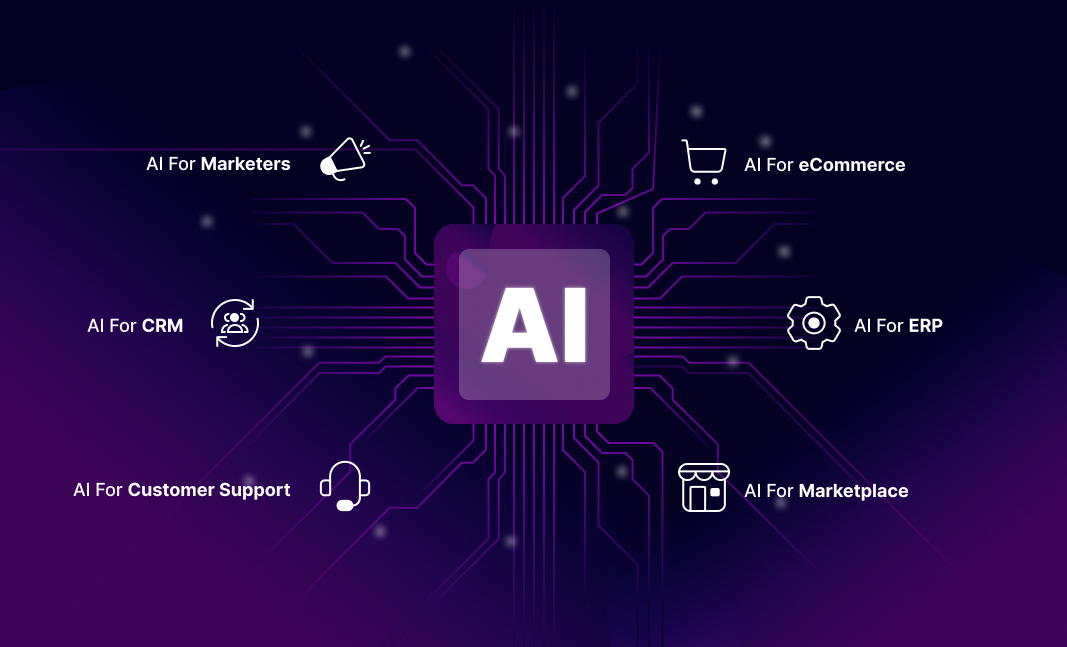 AI For Marketers
AI For eCommerce
AI
AI For CRM
AI For ERP
AI For Customer Support
AI For Marketplace